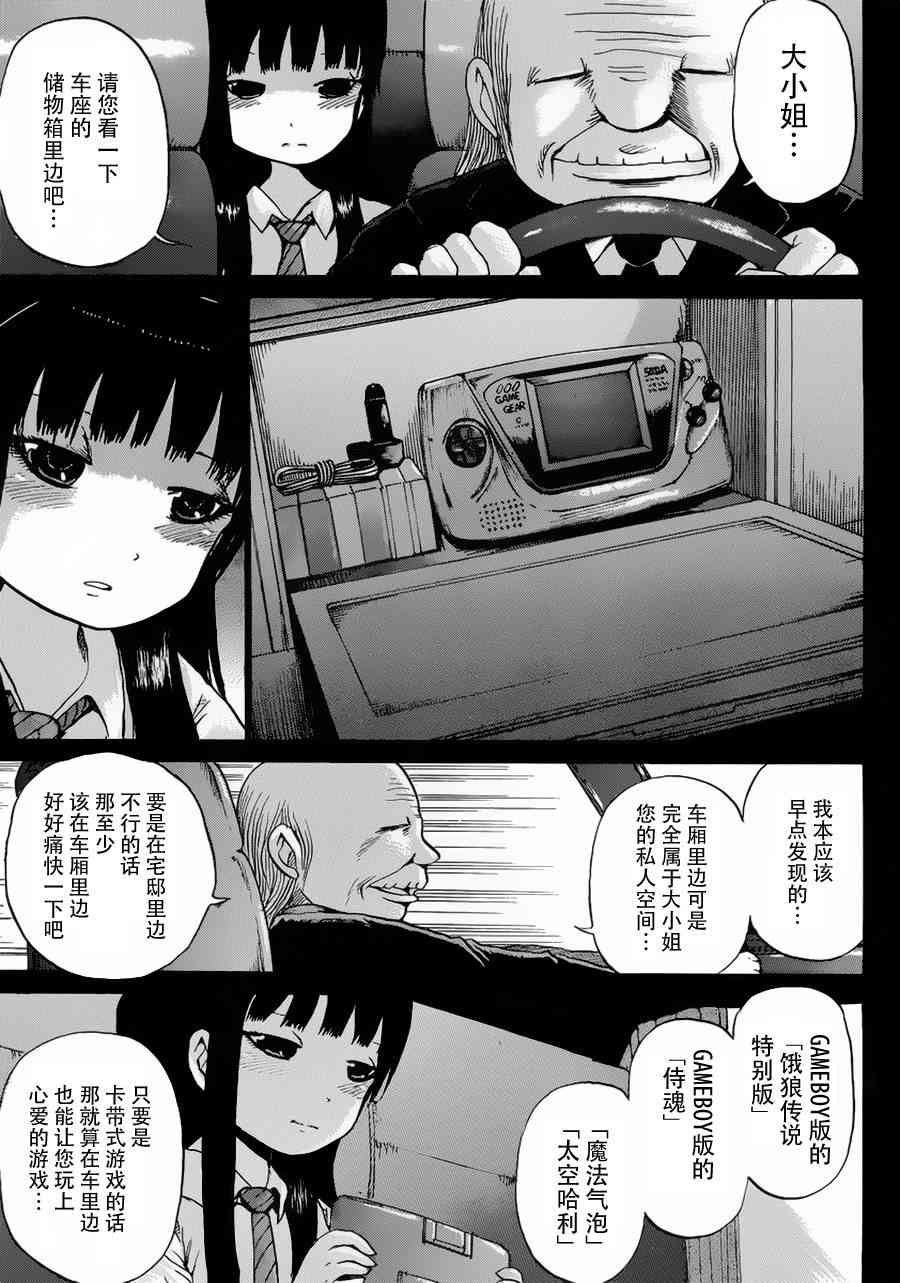 大小姐…
请您看一下
车座的
储物箱里边吧…
GAME
GEAR
我本应该
早点发现的…
车厢里边可是
完全属于大小姐
您的私人空间…
要是在宅邸里边
不行的话
那至少
该在车厢里边
好好痛快一下吧
GAMEBOY版的
「饿狼传说
特别版」
GAMEBOY版的
「侍魂」
「魔法气泡」
「太空哈利」
只要是
卡带式游戏的话
那就算在车里边
也能让您玩上
心爱的游戏…